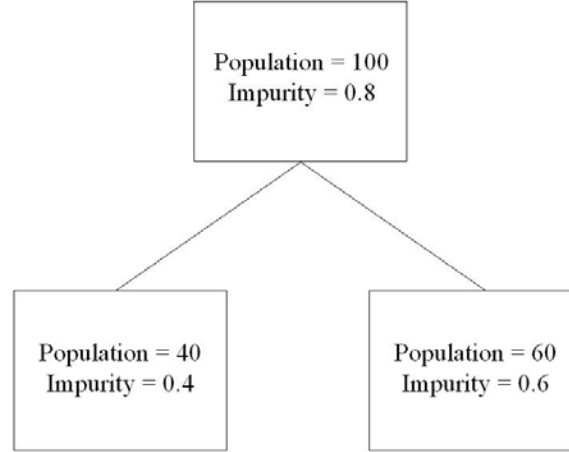 Population = 100
Impurity = 0.8
Population = 40
Impurity = 0.4
Population = 60
Impurity = 0.6